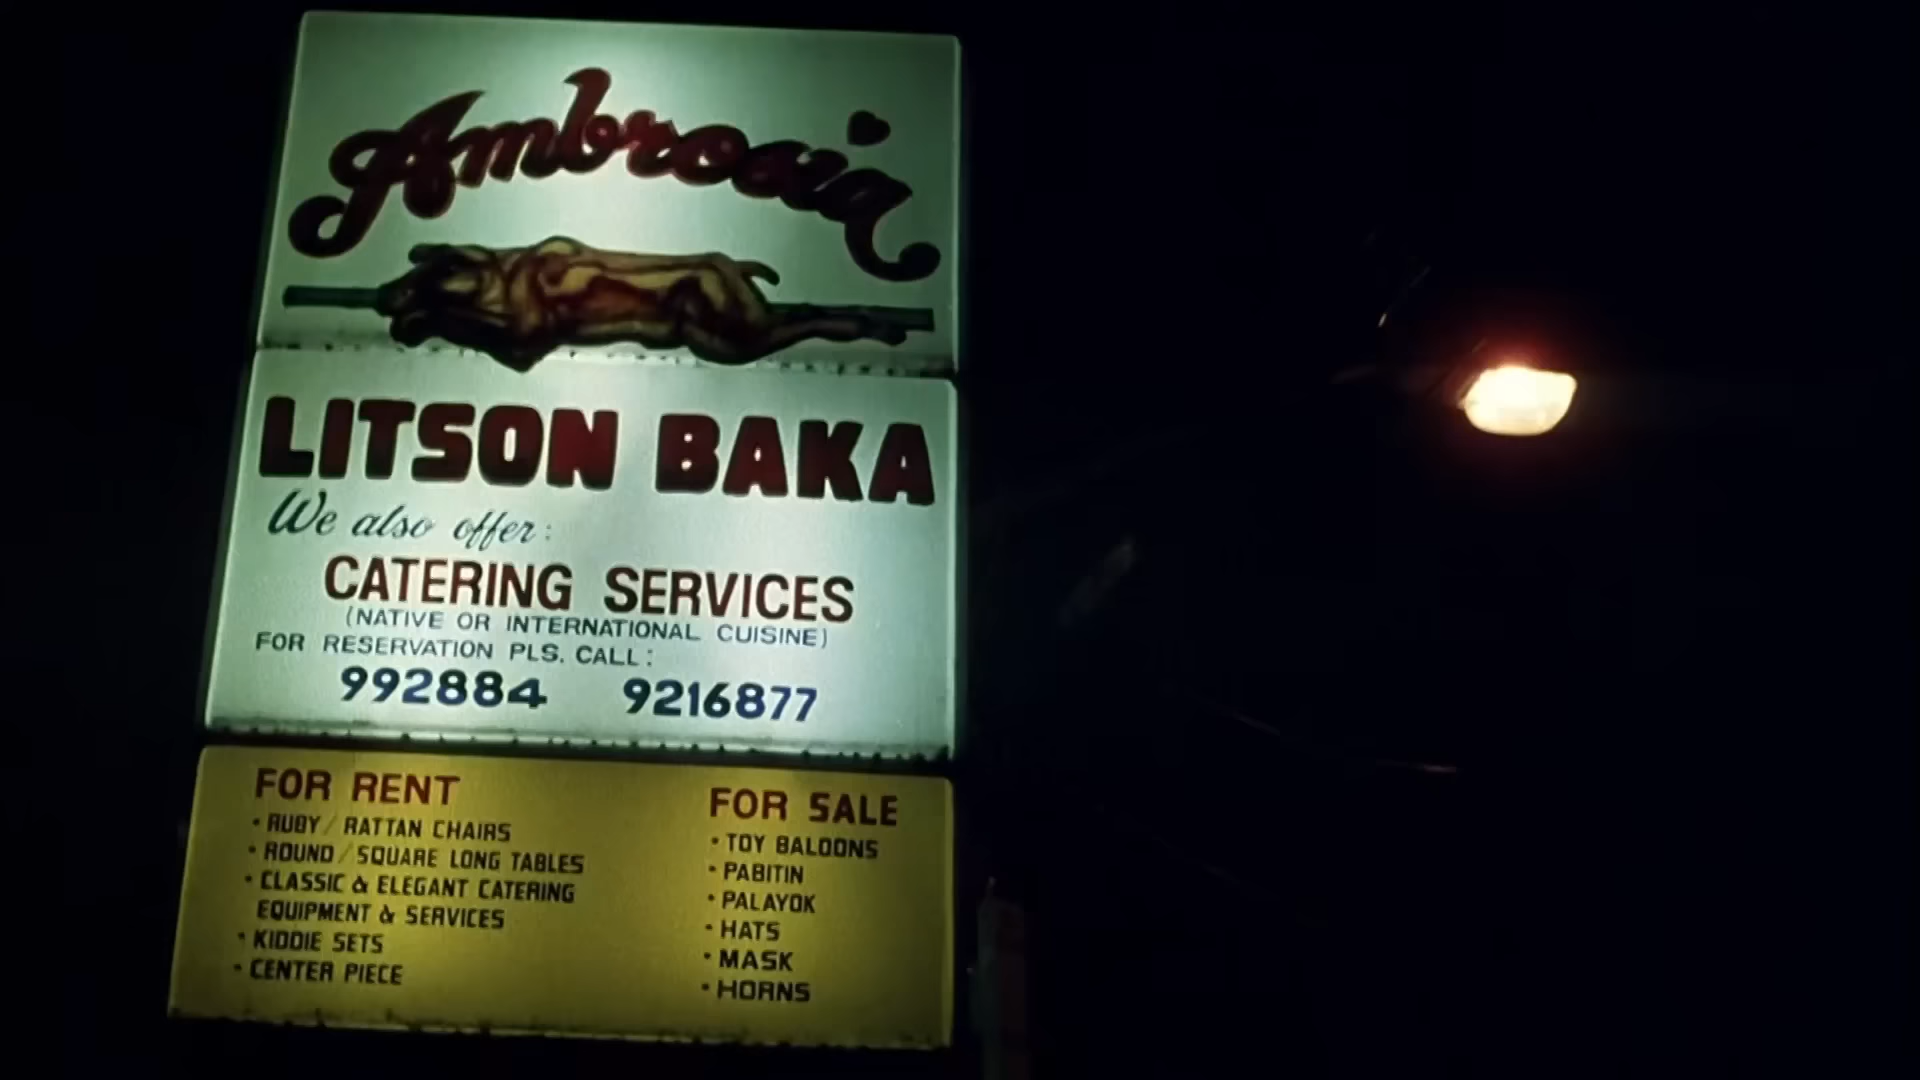 Ambrosia
LITSON BAKA
We also offer:
CATERING SERVICES
(NATIVE OR INTERNATIONAL CUISINE)
FOR RESERVATION PLS. CALL:
992884 9216877
FOR RENT
• RUBY / RATTAN CHAIRS
• ROUND / SQUARE LONG TABLES
• CLASSIC & ELEGANT CATERING
EQUIPMENT & SERVICES
• KIDDIE SETS
• CENTER PIECE
FOR SALE
• TOY BALOONS
• PABITIN
• PALAYOK
• HATS
• MASK
• HORNS